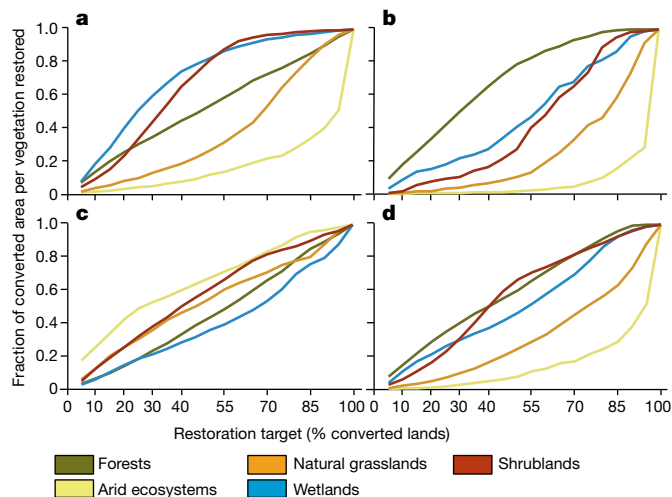 a
b
1.0
0.8
0.6
0.4
0.2
0
c
d
1.0
0.8
0.6
0.4
0.2
0
Fraction of converted area per vegetation restored
0 10 20 30 40 55 70 85 100
10 20 30 40 55 70 85 100
Restoration target (% converted lands)
Forests
Natural grasslands
Shrublands
Arid ecosystems
Wetlands